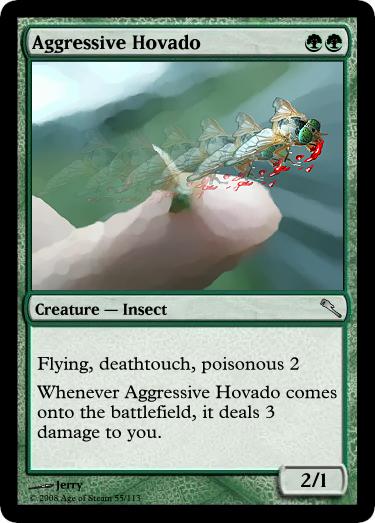 Aggressive Hovado
Creature — Insect
Flying, deathtouch, poisonous 2
Whenever Aggressive Hovado comes
onto the battlefield, it deals 3
damage to you.
2/1
Jerry
© 2008 Age of Steam 55/113